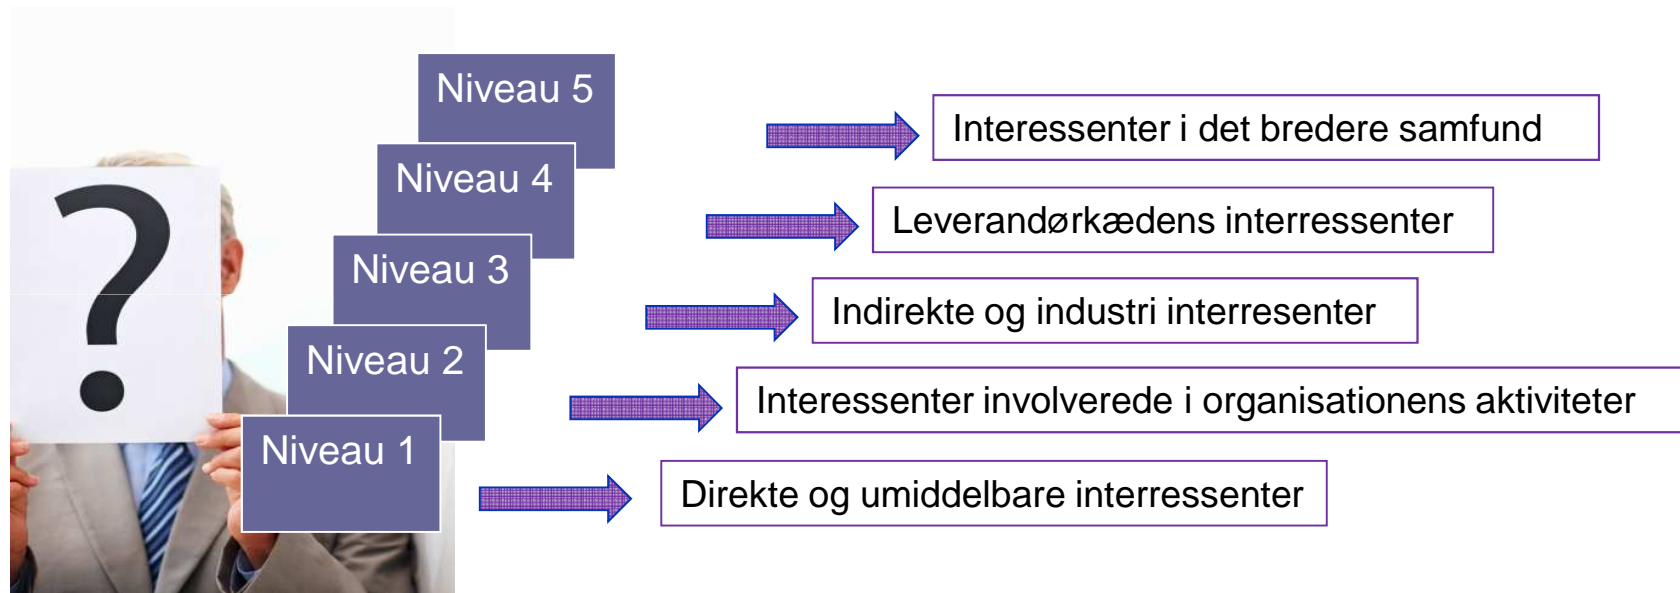 Niveau 5
Interessenter i det bredere samfund
Niveau 4
Leverandørkædens interressenter
Niveau 3
Indirekte og industri interresenter
Niveau 2
Interessenter involverede i organisationens aktiviteter
Niveau 1
Direkte og umiddelbare interressenter
?